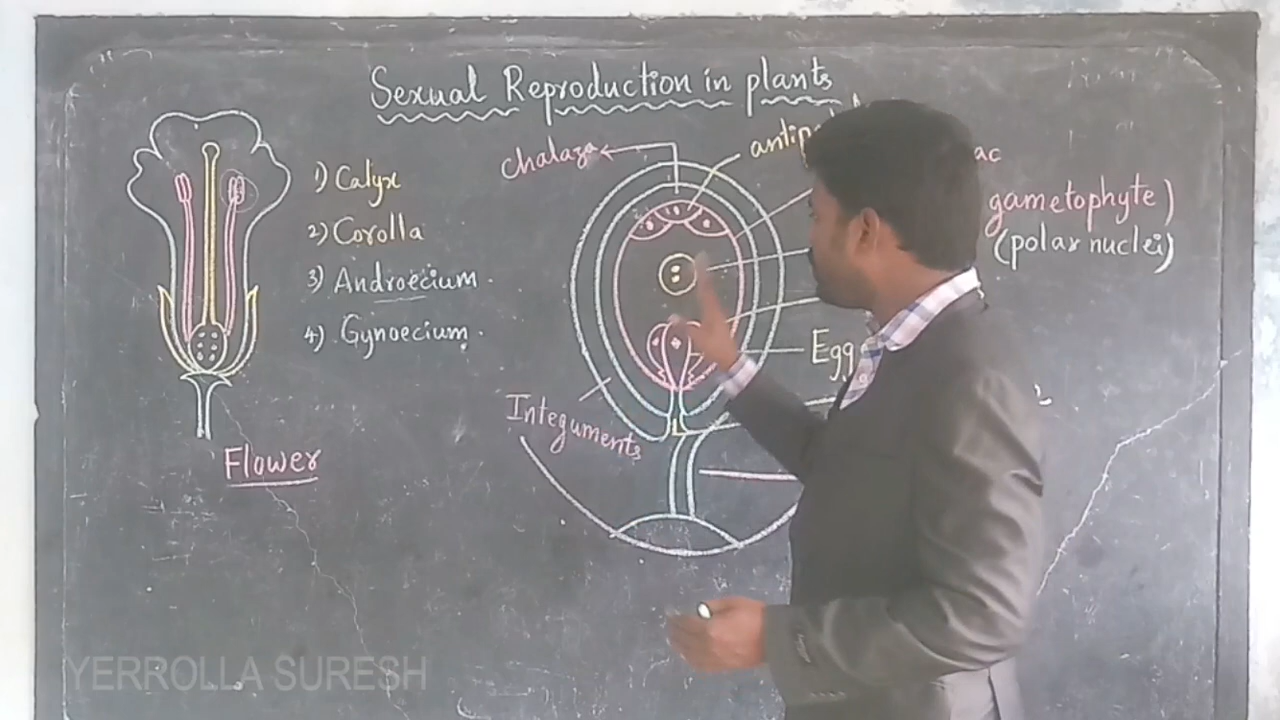 Sexual Reproduction in plants
chalaza
gametophyte)
(polar nuclei)
1) Calyx
2) Corolla
3) Androecium.
4) Gynoecium.
Egg
Integuments
Flower
YERROLLA SURESH